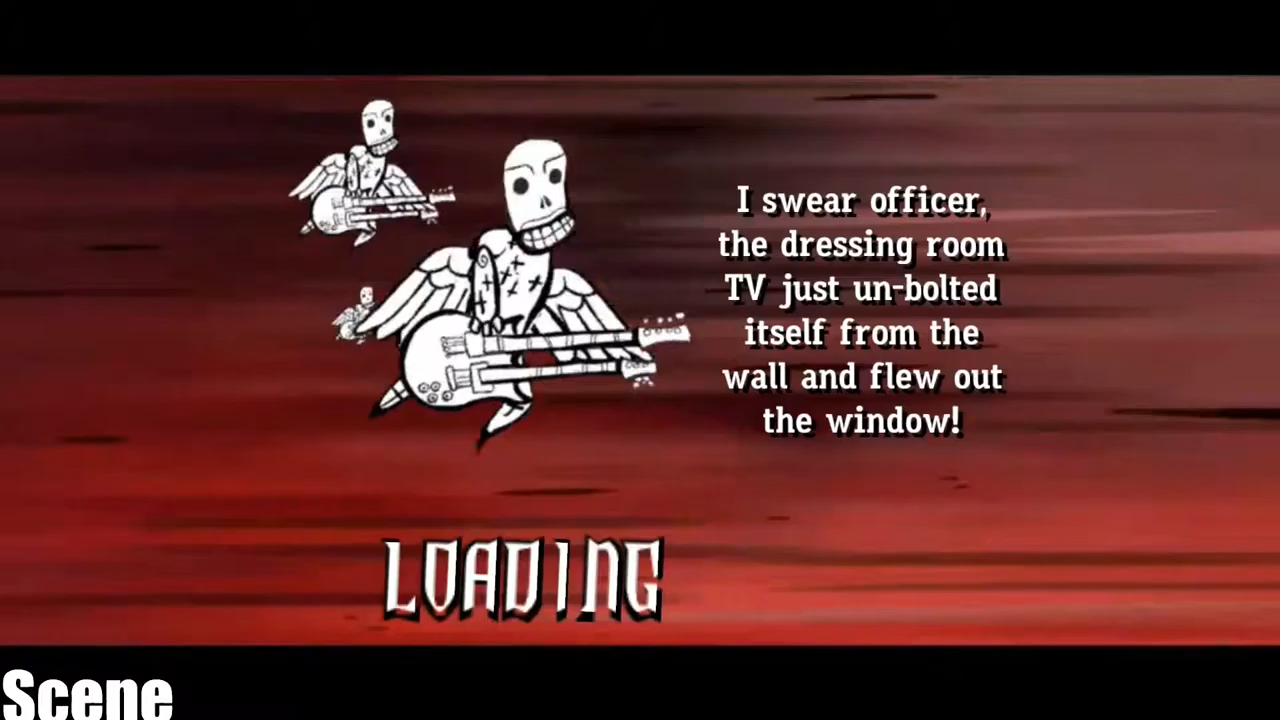 I swear officer,
the dressing room
TV just un-bolted
itself from the
wall and flew out
the window!
LOADING
Scene